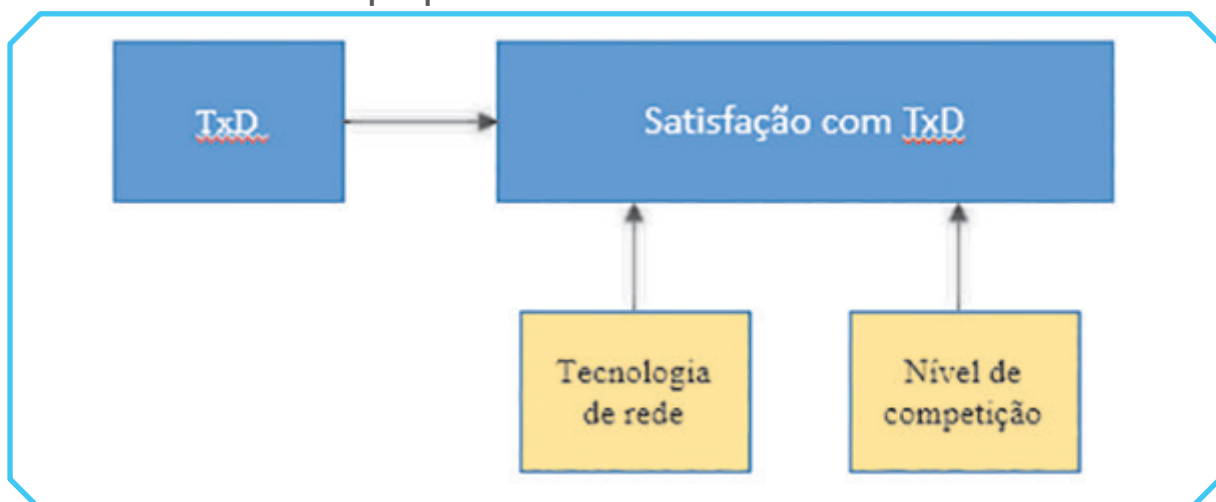 TxD
Satisfação com TxD
Tecnologia
de rede
Nível de
competição